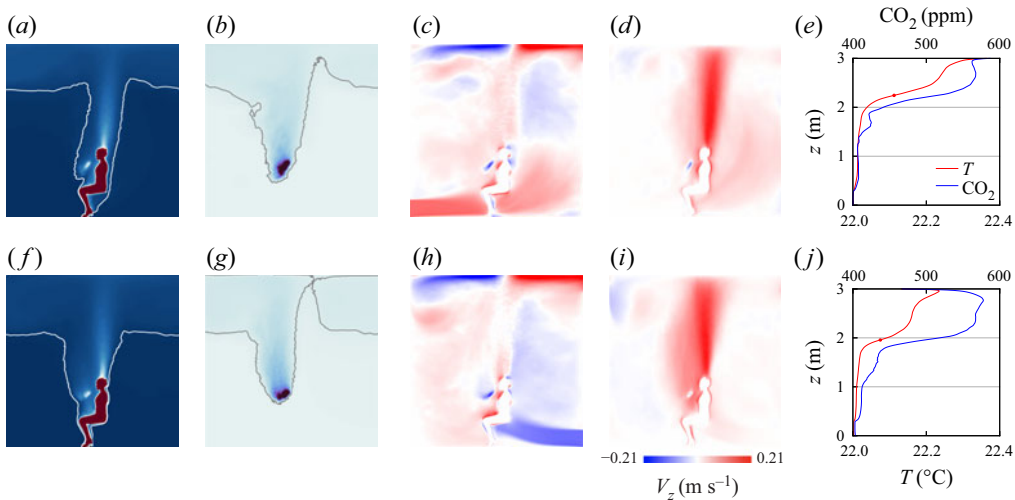 (a) (b) (c) (d) (e)
CO2 (ppm)
400 500 600
3
2
z (m)
1
T
CO2
0
22.0 22.2 22.4
(f) (g) (h) (i) (j)
400 500 600
3
2
z (m)
1
0
22.0 22.2 22.4
−0.21 0.21
Vz (m s−1)
T (°C)